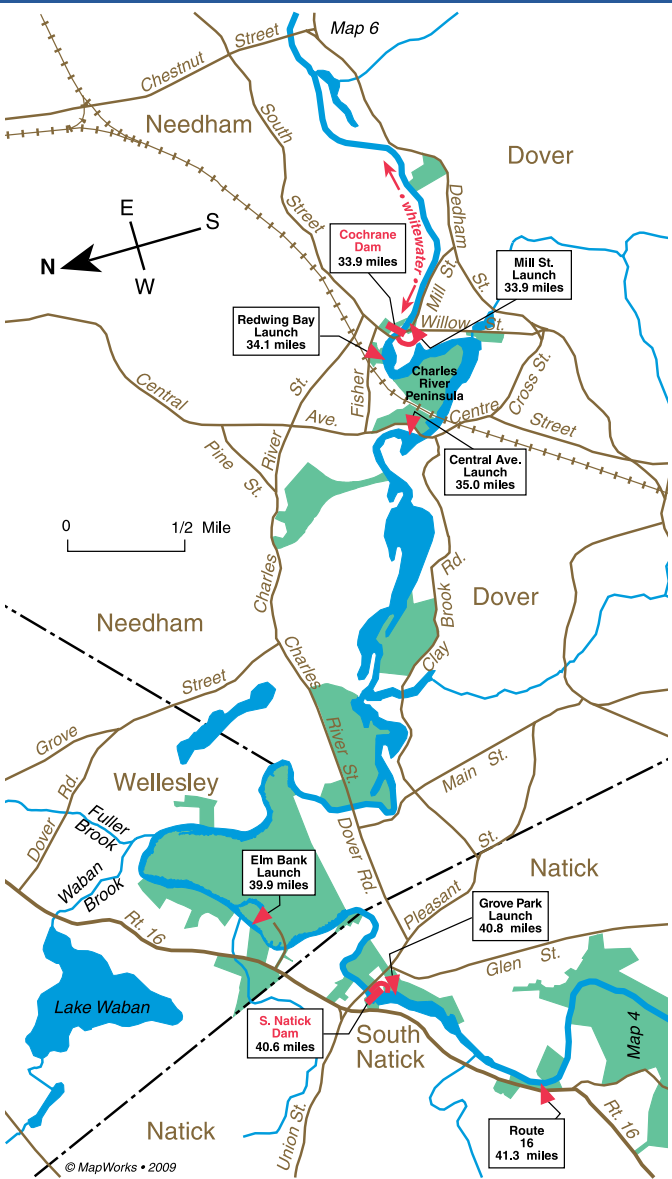 Map 6
Chestnut Street
Needham
South
Street
Dover
Dedham
St.
whitewater
E
S
N
W
Cochrane
Dam
33.9 miles
Mill St.
Mill St.
Launch
33.9 miles
Willow St.
Redwing Bay
Launch
34.1 miles
Charles
River
Peninsula
Cross St.
Central
Ave.
Fisher
St.
River
Charles
Centre
Street
Pine St.
Central Ave.
Launch
35.0 miles
0 1/2 Mile
Clay Brook Rd.
Dover
Needham
Charles
River St.
Grove
Street
Main St.
Wellesley
Dover Rd.
Dover Rd.
Fuller
Brook
Waban
Brook
Elm Bank
Launch
39.9 miles
Pleasant
St.
Natick
Grove Park
Launch
40.8 miles
Rt. 16
Glen St.
Lake Waban
S. Natick
Dam
40.6 miles
South
Natick
Map 4
Natick
Union St.
Route
16
41.3 miles
Rt. 16
© MapWorks • 2009